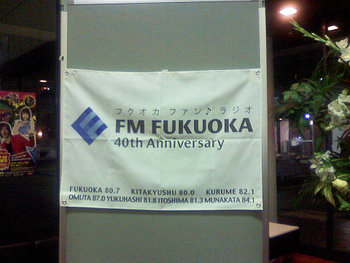 フクオカ ファン♪ ラジオ
FM FUKUOKA
40th Anniversary
FUKUOKA 80.7 KITAKYUSHU 80.0 KURUME 82.1
OMUTA 87.0 YUKUHASHI 81.8 ITOSHIMA 81.3 MUNAKATA 84.1